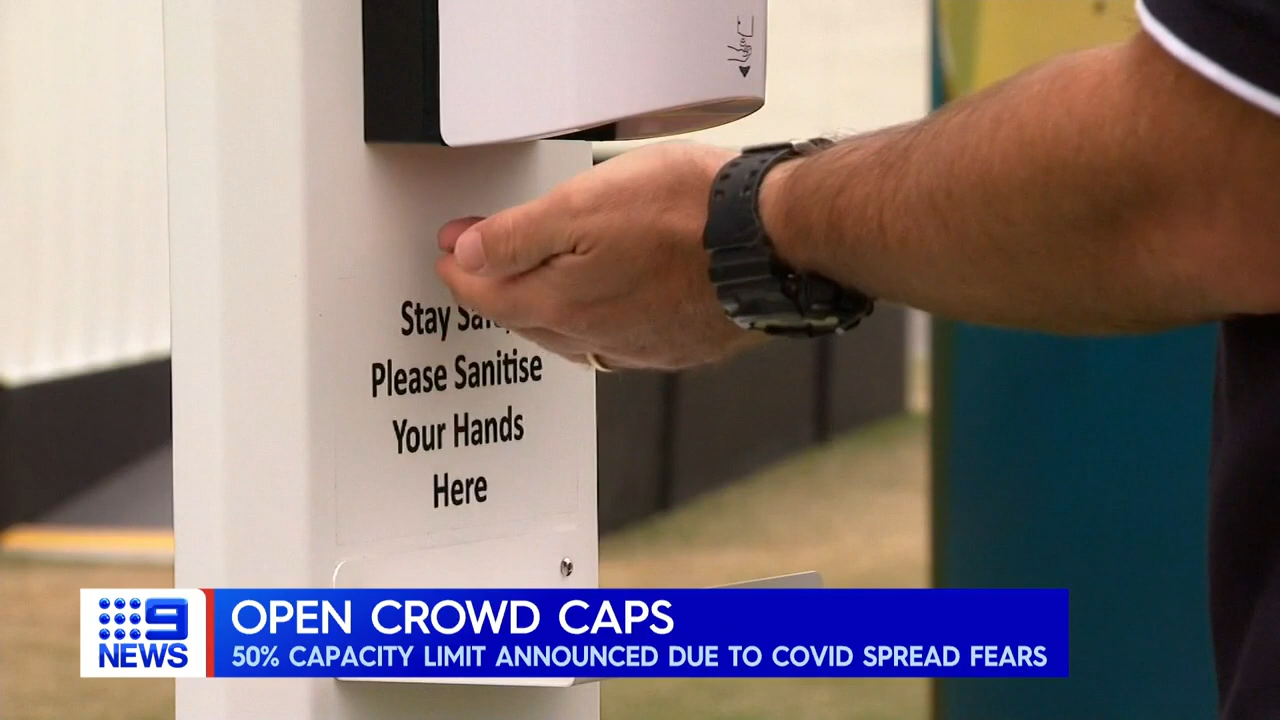 Stay Safe,
Please Sanitise
Your Hands
Here
9
NEWS
OPEN CROWD CAPS
50% CAPACITY LIMIT ANNOUNCED DUE TO COVID SPREAD FEARS